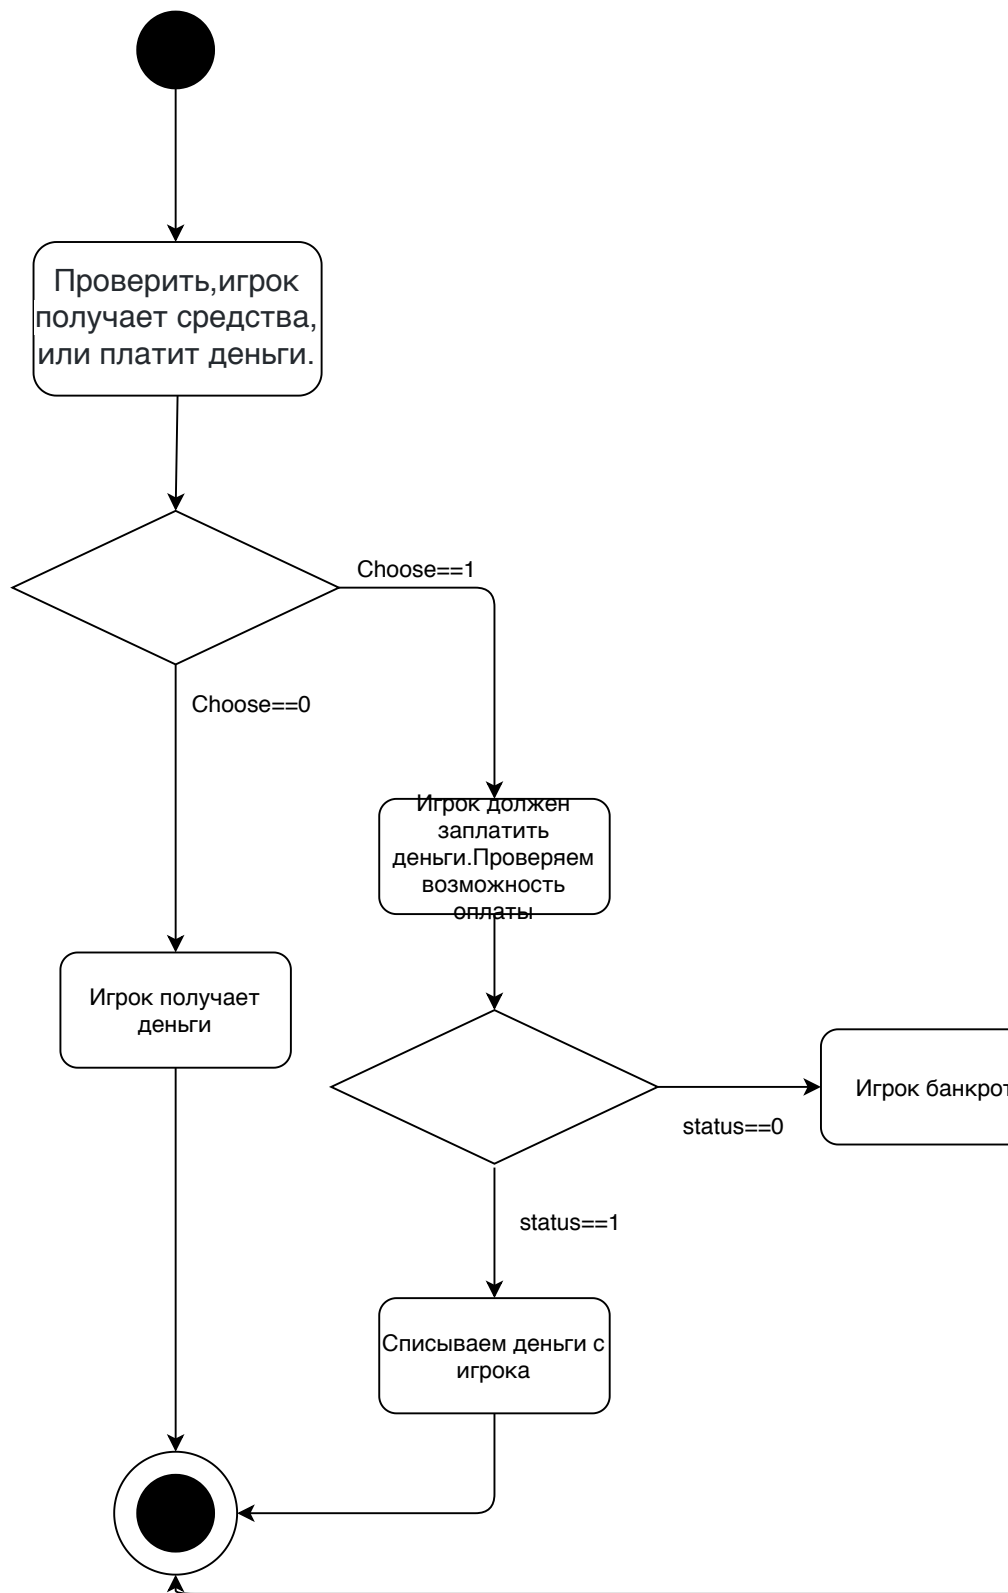 Проверить,игрок
получает средства,
или платит деньги.
Choose==1
Choose==0
Игрок должен
заплатить
деньги.Проверяем
возможность
оплаты
Игрок получает
деньги
Игрок банкрот
status==0
status==1
Списываем деньги с
игрока